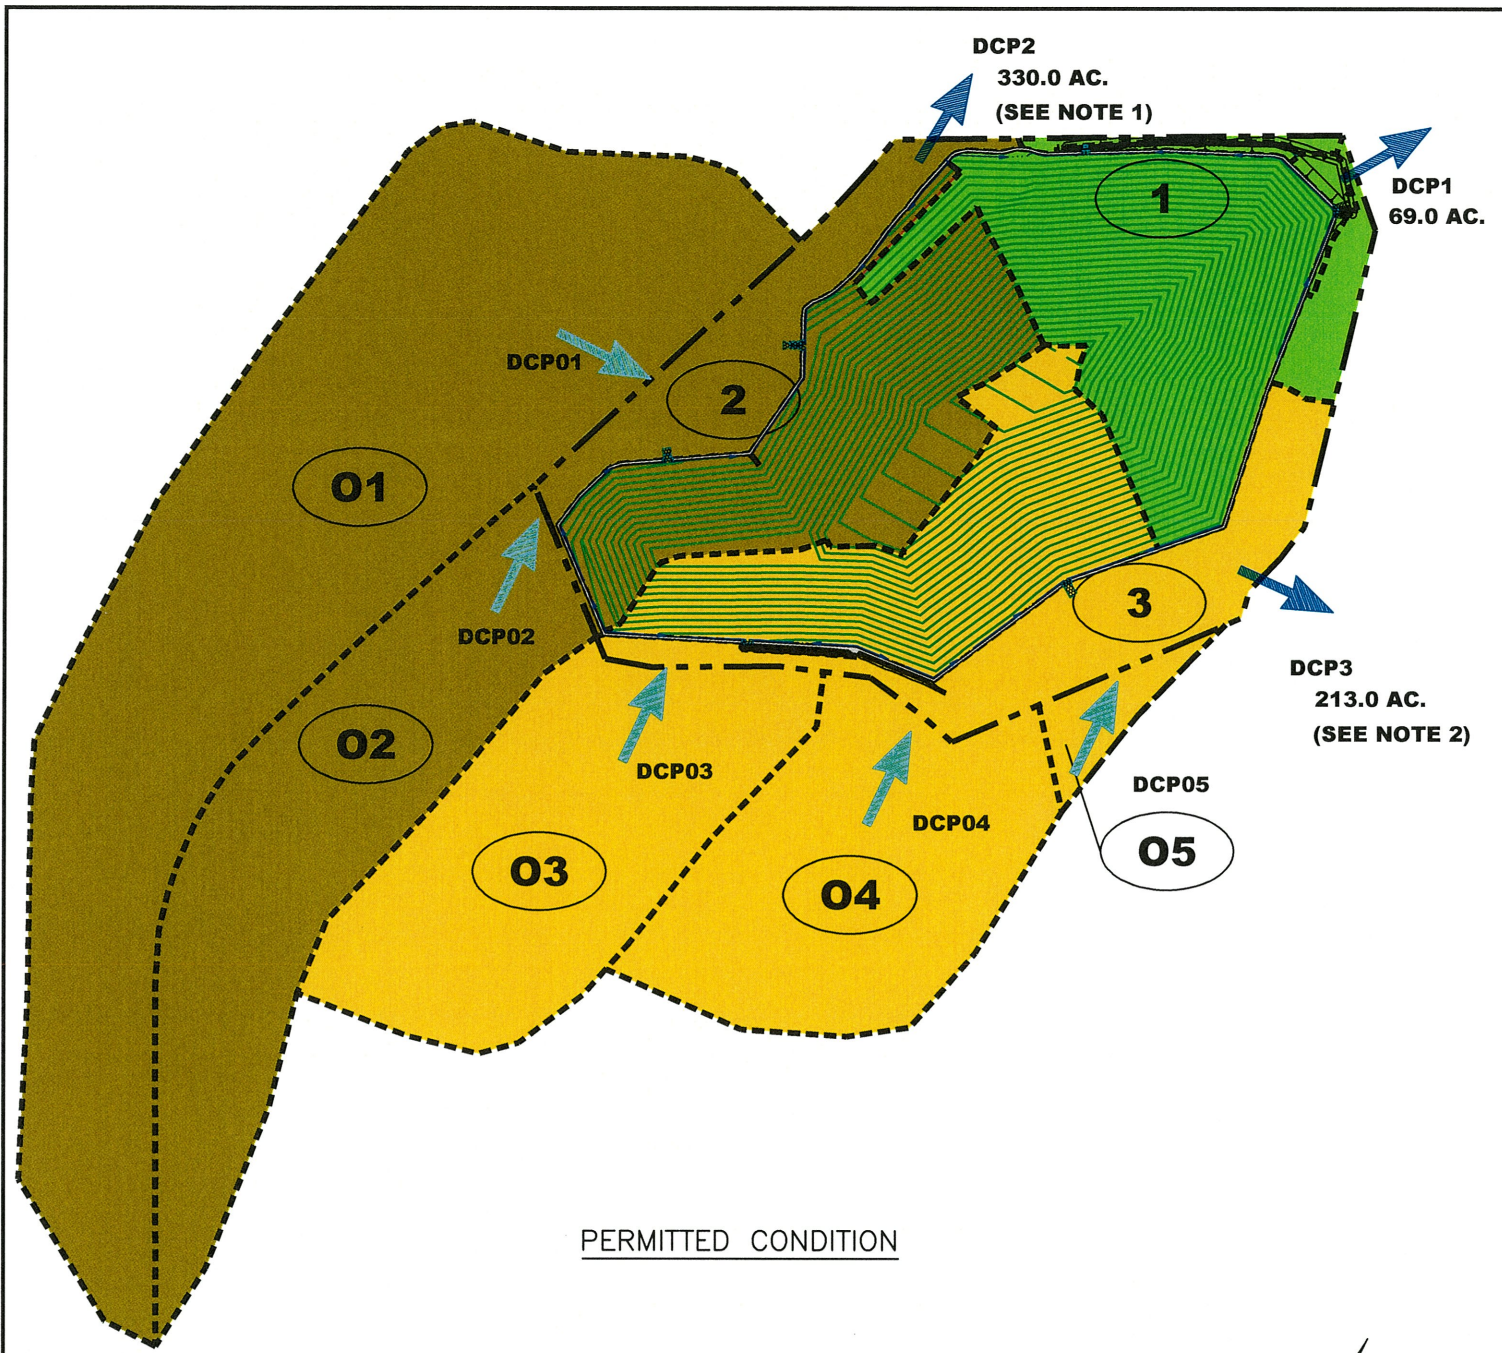 DCP2
330.0 AC.
(SEE NOTE 1)
1
DCP1
69.0 AC.
DCP01
2
O1
DCP02
3
DCP3
213.0 AC.
(SEE NOTE 2)
O2
DCP03
DCP04
DCP05
O5
O3
O4
PERMITTED CONDITION